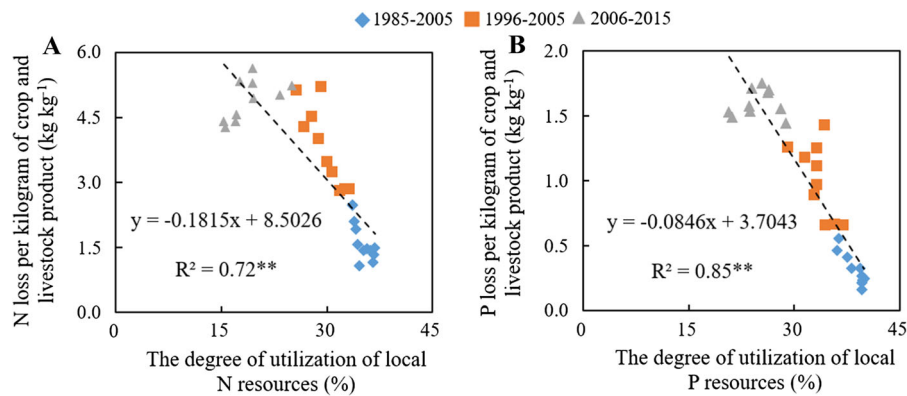 1985-2005 1996-2005 2006-2015
A
N loss per kilogram of crop and
livestock product (kg kg-1)
6.0
4.5
3.0
1.5
0.0
y = -0.1815x + 8.5026
R² = 0.72**
0 15 30 45
The degree of utilization of local
N resources (%)
B
P loss per kilogram of crop and
livestock product (kg kg-1)
2.0
1.5
1.0
0.5
0.0
y = -0.0846x + 3.7043
R² = 0.85**
0 15 30 45
The degree of utilization of local
P resources (%)